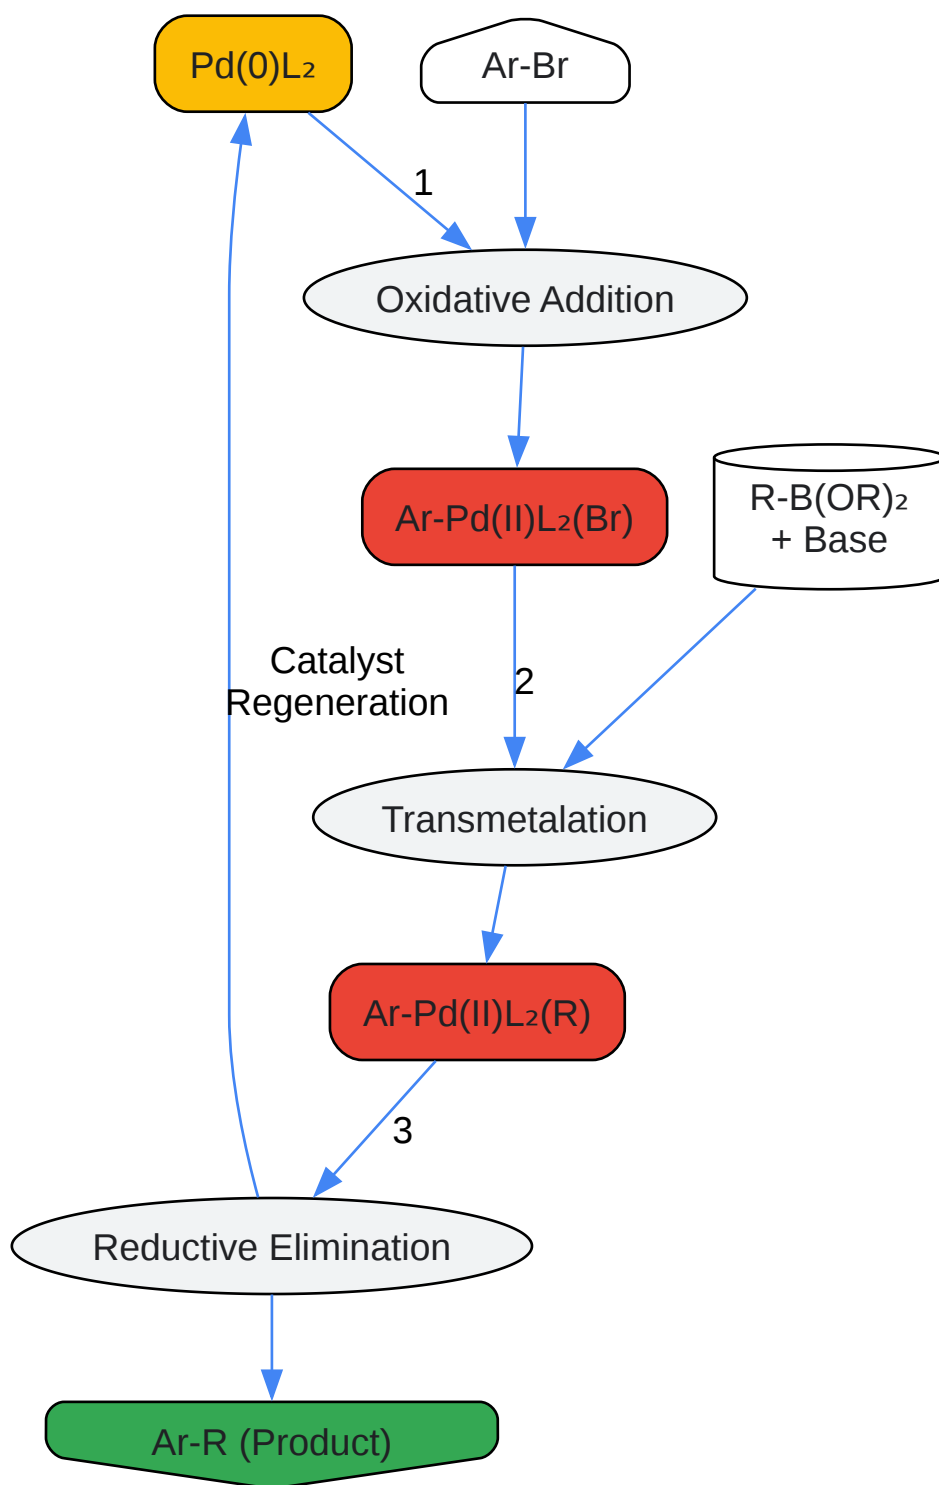 Pd(0)L₂
Ar-Br
1
Oxidative Addition
Ar-Pd(II)L₂(Br)
R-B(OR)₂
+ Base
Catalyst
Regeneration
2
Transmetalation
Ar-Pd(II)L₂(R)
3
Reductive Elimination
Ar-R (Product)